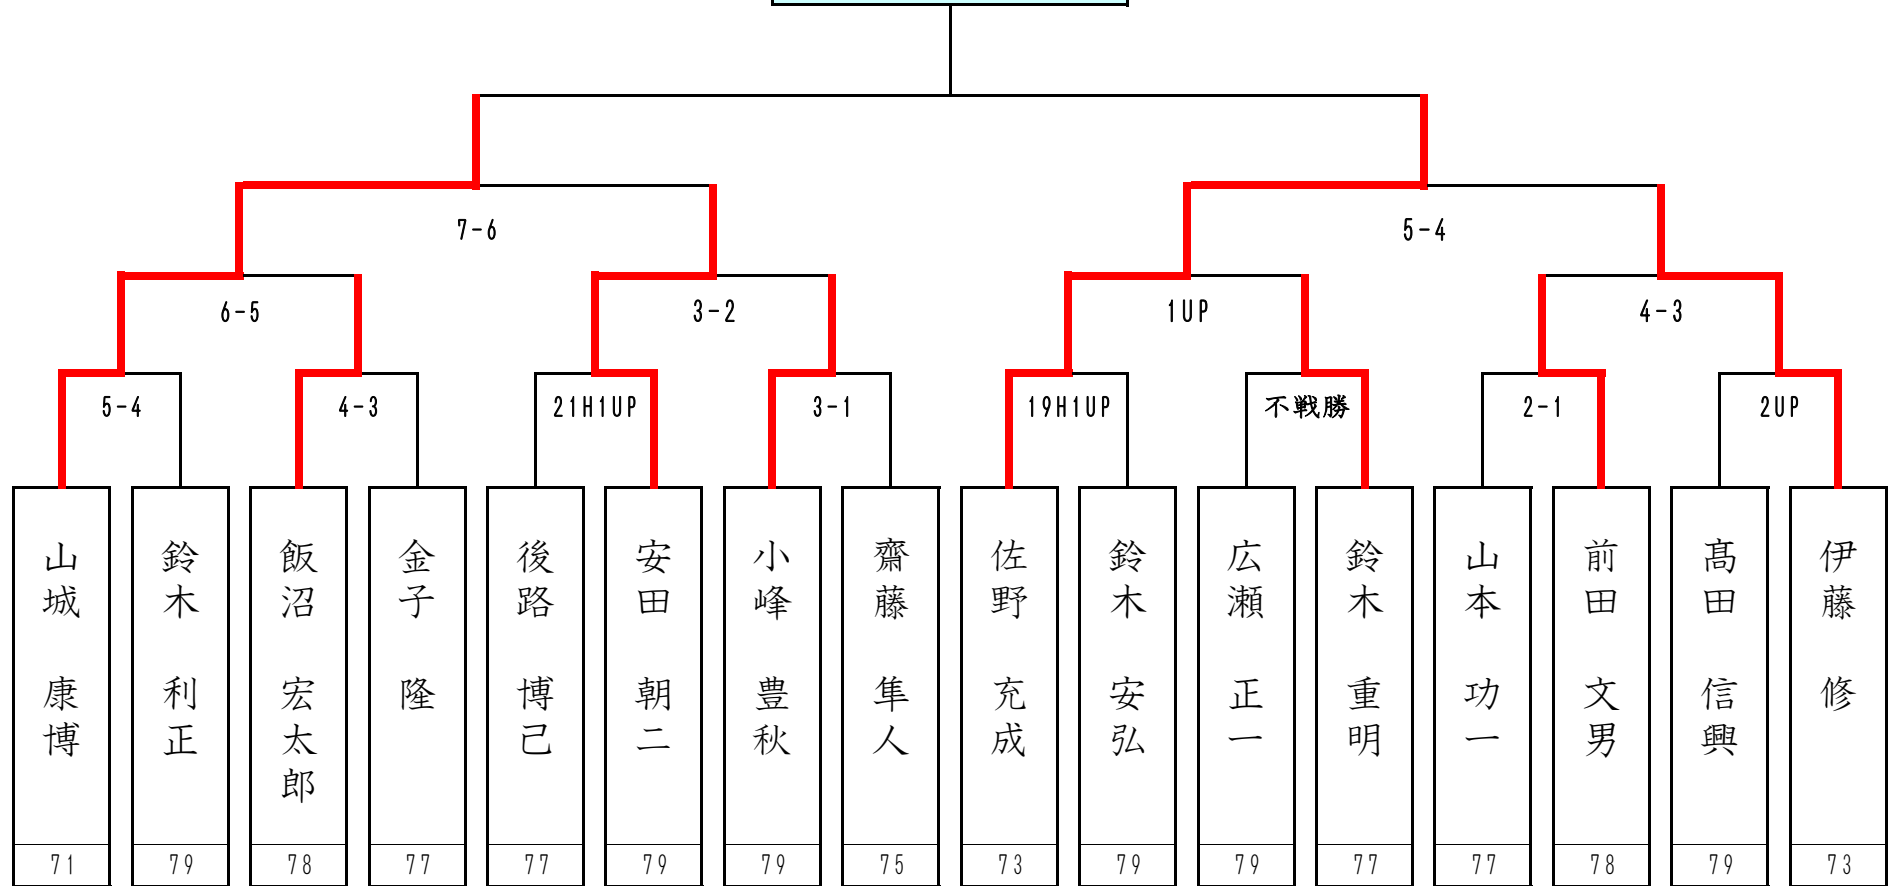 7-6
5-4
6-5
3-2
1UP
4-3
5-4
4-3
21H1UP
3-1
19H1UP
不戦勝
2-1
2UP
山城 康博
鈴木 利正
飯沼 宏太郎
金子 隆
後路 博己
安田 朝二
小峰 豊秋
齋藤 隼人
佐野 充成
鈴木 安弘
広瀬 正一
鈴木 重明
山本 功一
前田 文男
髙田 信興
伊藤 修
71
79
78
77
77
79
79
75
73
79
79
77
77
78
79
73